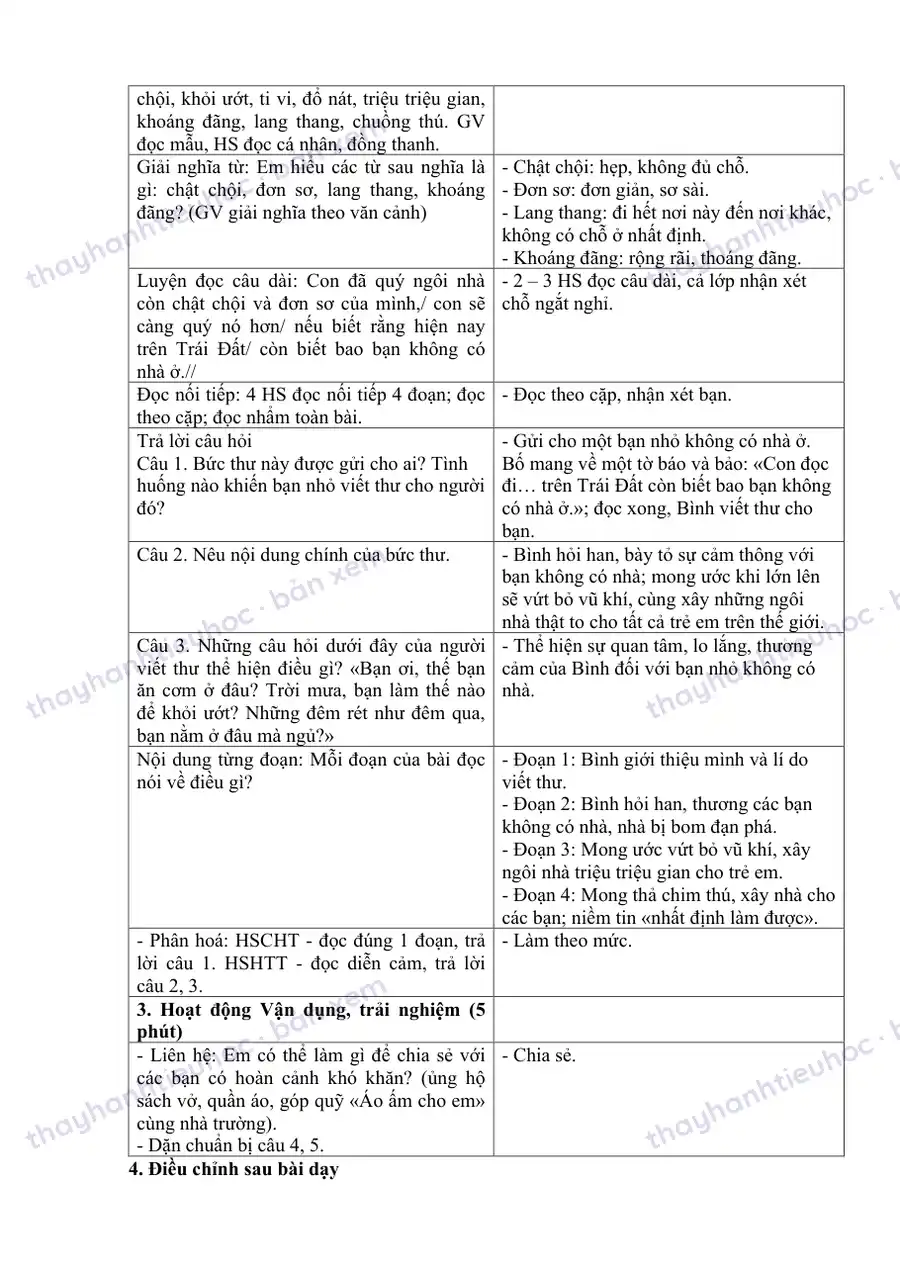 chội, khỏi ướt, ti vi, đổ nát, triệu triệu gian,
khoáng đãng, lang thang, chuồng thú. GV
đọc mẫu, HS đọc cá nhân, đồng thanh.
Giải nghĩa từ: Em hiểu các từ sau nghĩa là
gì: chật chội, đơn sơ, lang thang, khoáng
đãng? (GV giải nghĩa theo văn cảnh)
- Chật chội: hẹp, không đủ chỗ.
- Đơn sơ: đơn giản, sơ sài.
- Lang thang: đi hết nơi này đến nơi khác,
không có chỗ ở nhất định.
- Khoáng đãng: rộng rãi, thoáng đãng.
Luyện đọc câu dài: Con đã quý ngôi nhà
còn chật chội và đơn sơ của mình,/ con sẽ
càng quý nó hơn/ nếu biết rằng hiện nay
trên Trái Đất/ còn biết bao bạn không có
nhà ở.//
- 2 – 3 HS đọc câu dài, cả lớp nhận xét
chỗ ngắt nghỉ.
Đọc nối tiếp: 4 HS đọc nối tiếp 4 đoạn; đọc
theo cặp; đọc nhẩm toàn bài.
- Đọc theo cặp, nhận xét bạn.
Trả lời câu hỏi
Câu 1. Bức thư này được gửi cho ai? Tình
huống nào khiến bạn nhỏ viết thư cho người
đó?
- Gửi cho một bạn nhỏ không có nhà ở.
Bố mang về một tờ báo và bảo: «Con đọc
đi… trên Trái Đất còn biết bao bạn không
có nhà ở.»; đọc xong, Bình viết thư cho
bạn.
Câu 2. Nêu nội dung chính của bức thư.
- Bình hỏi han, bày tỏ sự cảm thông với
bạn không có nhà; mong ước khi lớn lên
sẽ vứt bỏ vũ khí, cùng xây những ngôi
nhà thật to cho tất cả trẻ em trên thế giới.
Câu 3. Những câu hỏi dưới đây của người
viết thư thể hiện điều gì? «Bạn ơi, thế bạn
ăn cơm ở đâu? Trời mưa, bạn làm thế nào
để khỏi ướt? Những đêm rét như đêm qua,
bạn nằm ở đâu mà ngủ?»
- Thể hiện sự quan tâm, lo lắng, thương
cảm của Bình đối với bạn nhỏ không có
nhà.
Nội dung từng đoạn: Mỗi đoạn của bài đọc
nói về điều gì?
- Đoạn 1: Bình giới thiệu mình và lí do
viết thư.
- Đoạn 2: Bình hỏi han, thương các bạn
không có nhà, nhà bị bom đạn phá.
- Đoạn 3: Mong ước vứt bỏ vũ khí, xây
ngôi nhà triệu triệu gian cho trẻ em.
- Đoạn 4: Mong thả chim thú, xây nhà cho
các bạn; niềm tin «nhất định làm được».
- Phân hoá: HSCHT - đọc đúng 1 đoạn, trả
lời câu 1. HSHTT - đọc diễn cảm, trả lời
câu 2, 3.
- Làm theo mức.
3. Hoạt động Vận dụng, trải nghiệm (5
phút)
- Liên hệ: Em có thể làm gì để chia sẻ với
các bạn có hoàn cảnh khó khăn? (ủng hộ
sách vở, quần áo, góp quỹ «Áo ấm cho em»
cùng nhà trường).
- Dặn chuẩn bị câu 4, 5.
- Chia sẻ.
4. Điều chỉnh sau bài dạy
thayhanhtieuhoc · bản xem
thayhanhtieuhoc · b
thayhanhtieuhoc · bản xem
thayhanhtieuhoc · b
thayhanhtieuhoc · bản xem
thayhanhtieuhoc · b